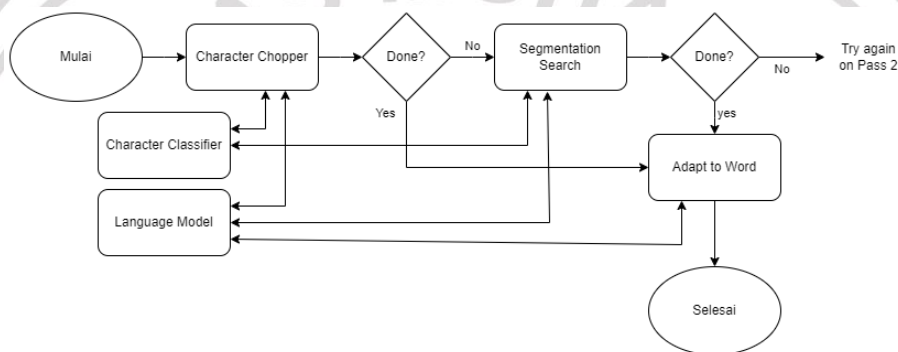 Mulai
Character Chopper
Done?
No
Segmentation
Search
Done?
No
Try again
on Pass 2
Yes
yes
Character Classifier
Adapt to Word
Language Model
Selesai